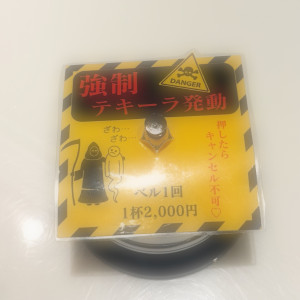 強制
DANGER
テキーラ発動
ざわ…
ざわ…
押したら
キャンセル不可♡
ベル1回
1杯2,000円